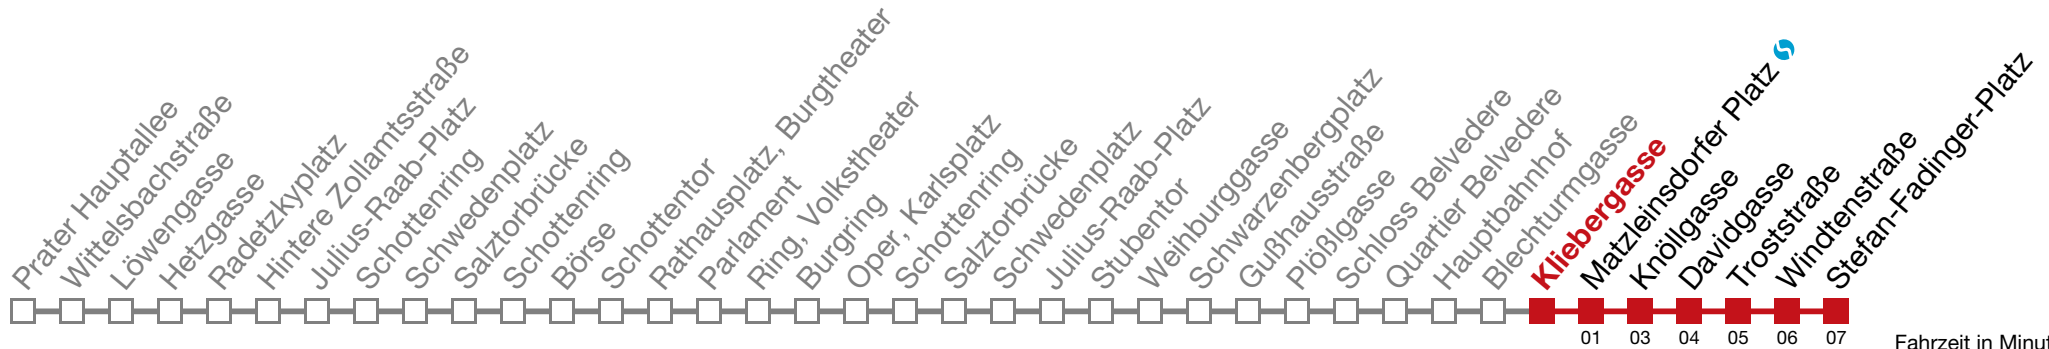 Prater Hauptallee
Wittelsbachstraße
Löwengasse
Hetzgasse
Radetzkyplatz
Hintere Zollamtsstraße
Julius-Raab-Platz
Schottenring
Schwedenplatz
Salztorbrücke
Schottenring
Börse
Schottentor
Rathausplatz, Burgtheater
Parlament
Ring, Volkstheater
Burgring
Oper, Karlsplatz
Schottenring
Salztorbrücke
Schwedenplatz
Julius-Raab-Platz
Stubentor
Weihburggasse
Schwarzenbergplatz
Gußhausstraße
Plößlgasse
Schloss Belvedere
Quartier Belvedere
Hauptbahnhof
Blechturmgasse
Kliebergasse
Matzleinsdorfer Platz
Knöllgasse
Davidgasse
Troststraße
Windtenstraße
Stefan-Fadinger-Platz
01 03 04 05 06 07
Fahrzeit in Minut